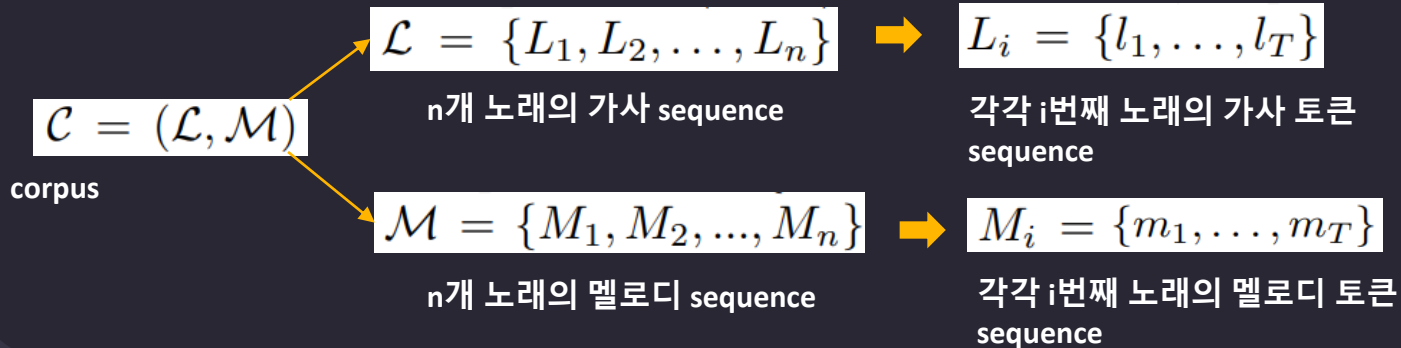 ℒ = {L₁, L₂, . . . , Lₙ}
Lᵢ = {l₁, . . . , l_T}
n개 노래의 가사 sequence
각각 i번째 노래의 가사 토큰
sequence
𝒞 = (ℒ, ℳ)
corpus
ℳ = {M₁, M₂, ..., Mₙ}
Mᵢ = {m₁, . . . , m_T}
n개 노래의 멜로디 sequence
각각 i번째 노래의 멜로디 토큰
sequence